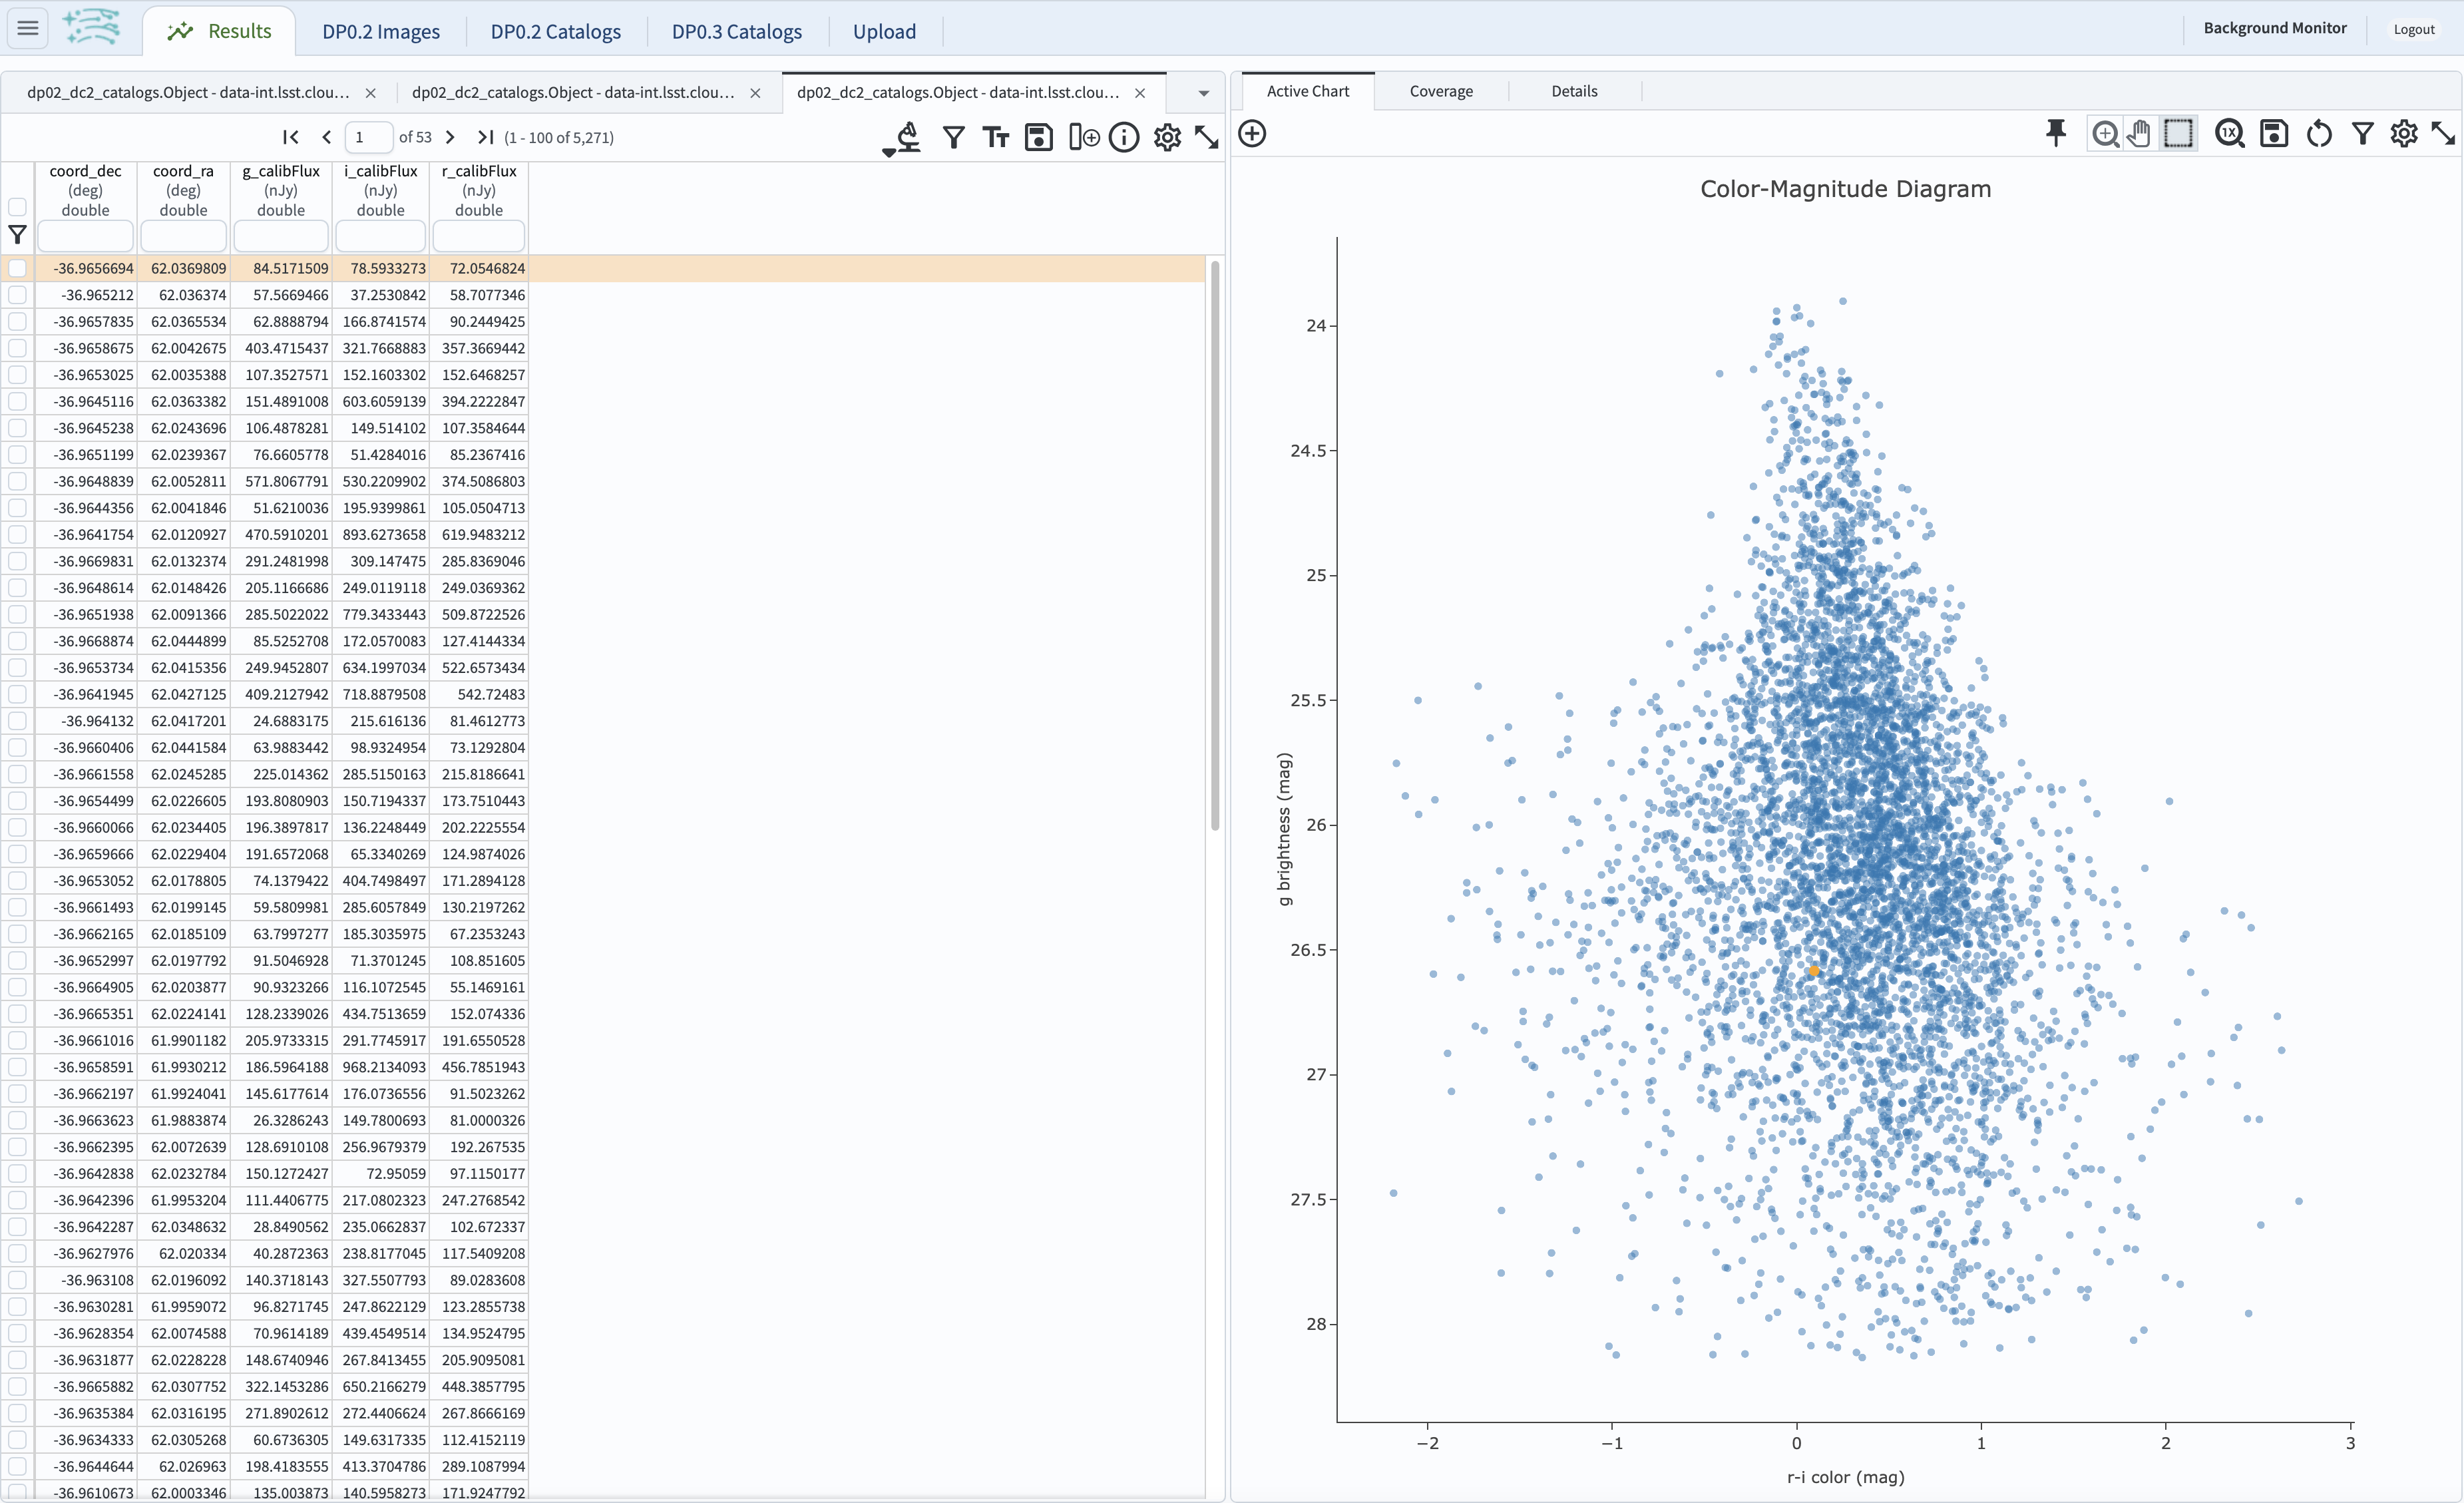 Results DP0.2 Images DP0.2 Catalogs DP0.3 Catalogs Upload Background Monitor Logout
dp02_dc2_catalogs.Object - data-int.lsst.clou... dp02_dc2_catalogs.Object - data-int.lsst.clou... dp02_dc2_catalogs.Object - data-int.lsst.clou...
1 of 53 (1 - 100 of 5,271)
coord_dec coord_ra g_calibFlux i_calibFlux r_calibFlux
(deg) (deg) (nJy) (nJy) (nJy)
double double double double double
-36.9656694 62.0369809 84.5171509 78.5933273 72.0546824
-36.965212 62.036374 57.5669466 37.2530842 58.7077346
-36.9657835 62.0365534 62.8888794 166.8741574 90.2449425
-36.9658675 62.0042675 403.4715437 321.7668883 357.3669442
-36.9653025 62.0035388 107.3527571 152.1603302 152.6468257
-36.9645116 62.0363382 151.4891008 603.6059139 394.2222847
-36.9645238 62.0243696 106.4878281 149.514102 107.3584644
-36.9651199 62.0239367 76.6605778 51.4284016 85.2367416
-36.9648839 62.0052811 571.8067791 530.2209902 374.5086803
-36.9644356 62.0041846 51.6210036 195.9399861 105.0504713
-36.9641754 62.0120927 470.5910201 893.6273658 619.9483212
-36.9669831 62.0132374 291.2481998 309.147475 285.8369046
-36.9648614 62.0148426 205.1166686 249.0119118 249.0369362
-36.9651938 62.0091366 285.5022022 779.3433443 509.8722526
-36.9668874 62.0444899 85.5252708 172.0570083 127.4144334
-36.9653734 62.0415356 249.9452807 634.1997034 522.6573434
-36.9641945 62.0427125 409.2127942 718.8879508 542.72483
-36.964132 62.0417201 24.6883175 215.616136 81.4612773
-36.9660406 62.0441584 63.9883442 98.9324954 73.1292804
-36.9661558 62.0245285 225.014362 285.5150163 215.8186641
-36.9654499 62.0226605 193.8080903 150.7194337 173.7510443
-36.9660066 62.0234405 196.3897817 136.2248449 202.2225554
-36.9659666 62.0229404 191.6572068 65.3340269 124.9874026
-36.9653052 62.0178805 74.1379422 404.7498497 171.2894128
-36.9661493 62.0199145 59.5809981 285.6057849 130.2197262
-36.9662165 62.0185109 63.7997277 185.3035975 67.2353243
-36.9652997 62.0197792 91.5046928 71.3701245 108.851605
-36.9664905 62.0203877 90.9323266 116.1072545 55.1469161
-36.9665351 62.0224141 128.2339026 434.7513659 152.074336
-36.9661016 61.9901182 205.9733315 291.7745917 191.6550528
-36.9658591 61.9930212 186.5964188 968.2134093 456.7851943
-36.9662197 61.9924041 145.6177614 176.0736556 91.5023262
-36.9663623 61.9883874 26.3286243 149.7800693 81.0000326
-36.9662395 62.0072639 128.6910108 256.9679379 192.267535
-36.9642838 62.0232784 150.1272427 72.95059 97.1150177
-36.9642396 61.9953204 111.4406775 217.0802323 247.2768542
-36.9642287 62.0348632 28.8490562 235.0662837 102.672337
-36.9627976 62.020334 40.2872363 238.8177045 117.5409208
-36.963108 62.0196092 140.3718143 327.5507793 89.0283608
-36.9630281 61.9959072 96.8271745 247.8622129 123.2855738
-36.9628354 62.0074588 70.9614189 439.4549514 134.9524795
-36.9631877 62.0228228 148.6740946 267.8413455 205.9095081
-36.9665882 62.0307752 322.1453286 650.2166279 448.3857795
-36.9635384 62.0316195 271.8902612 272.4406624 267.8666169
-36.9634333 62.0305268 60.6736305 149.6317335 112.4152119
-36.9644644 62.026963 198.4183555 413.3704786 289.1087994
-36.9610673 62.0003346 135.003873 140.5958273 171.9247792
Active Chart Coverage Details
1X
Color-Magnitude Diagram
24
24.5
25
25.5
26
26.5
27
27.5
28
g brightness (mag)
−2 −1 0 1 2 3
r-i color (mag)